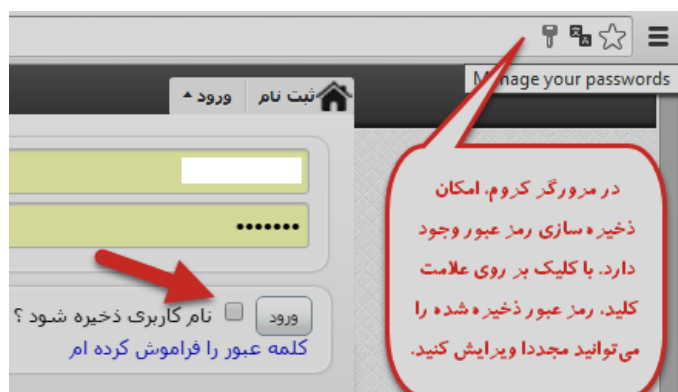 Manage your passwords
ثبت نام ورود
•••••••
ورود نام کاربری ذخیره شود ؟
کلمه عبور را فراموش کرده ام
در مرورگر کروم، امکان
ذخیره سازی رمز عبور وجود
دارد. با کلیک بر روی علامت
کلید، رمز عبور ذخیره شده را
می‌توانید مجددا ویرایش کنید.